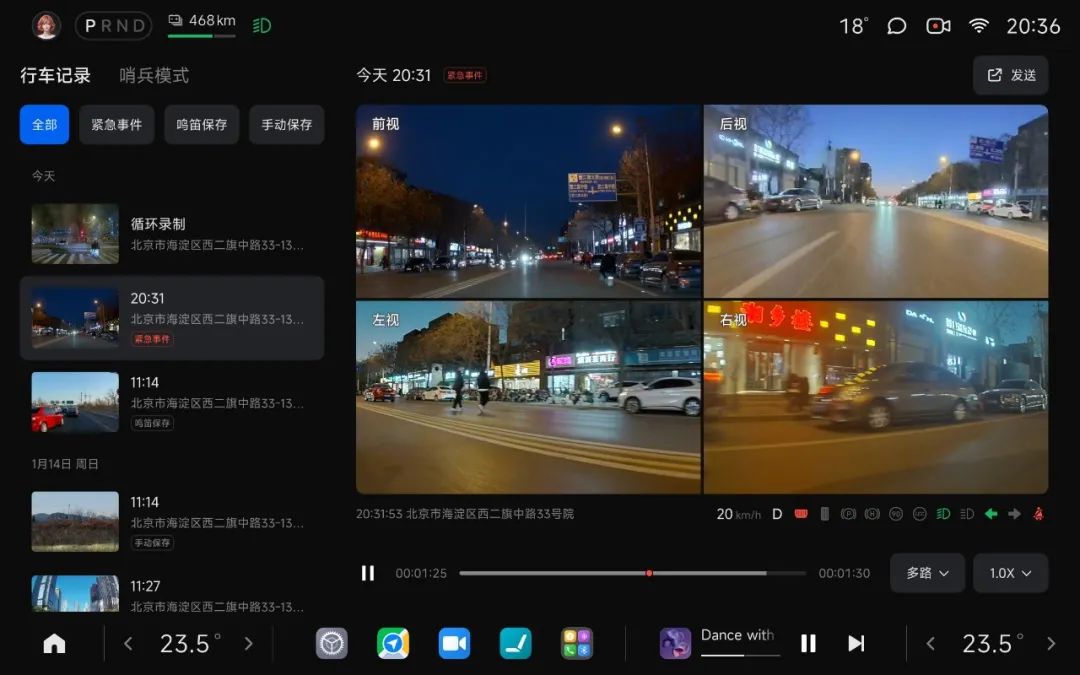 P R N D
468km
18°
20:36
行车记录
哨兵模式
全部
紧急事件
鸣笛保存
手动保存
今天
循环录制
北京市海淀区西二旗中路33-13...
20:31
北京市海淀区西二旗中路33-13...
紧急事件
11:14
北京市海淀区西二旗中路33-13...
鸣笛保存
1月14日 周日
11:14
北京市海淀区西二旗中路33-13...
手动保存
11:27
北京市海淀区西二旗中路33-13...
今天 20:31
紧急事件
发送
前视
后视
左视
右视
20:31:53 北京市海淀区西二旗中路33号院
20 km/h
D
00:01:25
00:01:30
多路
1.0X
23.5°
Dance with
23.5°